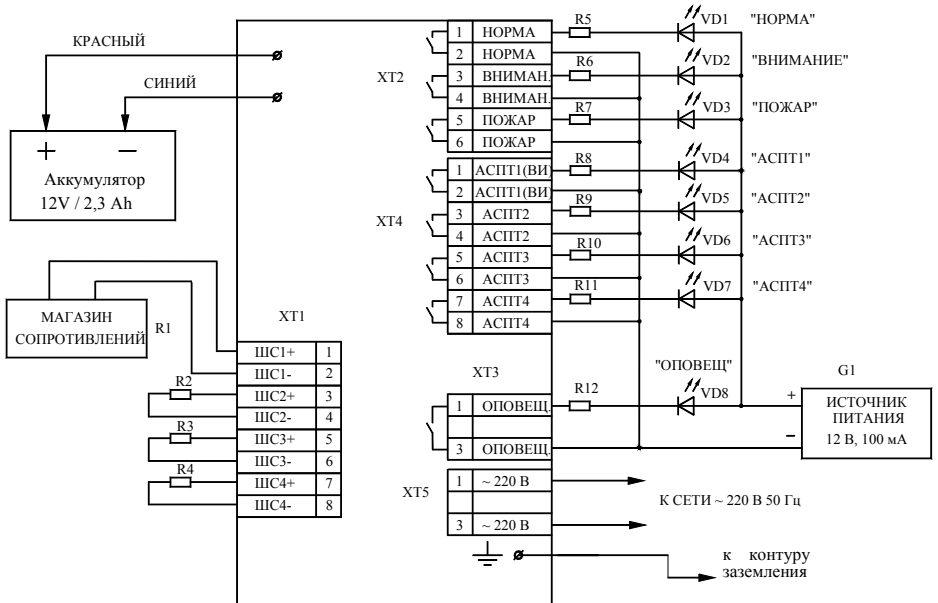 КРАСНЫЙ
СИНИЙ
+ −
Аккумулятор
12V / 2,3 Ah
МАГАЗИН
СОПРОТИВЛЕНИЙ
R1
R2
R3
R4
XT1
ШС1+ 1
ШС1- 2
ШС2+ 3
ШС2- 4
ШС3+ 5
ШС3- 6
ШС4+ 7
ШС4- 8
XT2
1 НОРМА R5 VD1 "НОРМА"
2 НОРМА
3 ВНИМАН. R6 VD2 "ВНИМАНИЕ"
4 ВНИМАН.
5 ПОЖАР R7 VD3 "ПОЖАР"
6 ПОЖАР
XT4
1 АСПТ1(ВИ) R8 VD4 "АСПТ1"
2 АСПТ1(ВИ)
3 АСПТ2 R9 VD5 "АСПТ2"
4 АСПТ2
5 АСПТ3 R10 VD6 "АСПТ3"
6 АСПТ3
7 АСПТ4 R11 VD7 "АСПТ4"
8 АСПТ4
XT3
1 ОПОВЕЩ. R12 "ОПОВЕЩ" VD8
3 ОПОВЕЩ.
G1
+
−
ИСТОЧНИК
ПИТАНИЯ
12 В, 100 мА
XT5
1 ~ 220 В
3 ~ 220 В
К СЕТИ ~ 220 В 50 Гц
к контуру
заземления